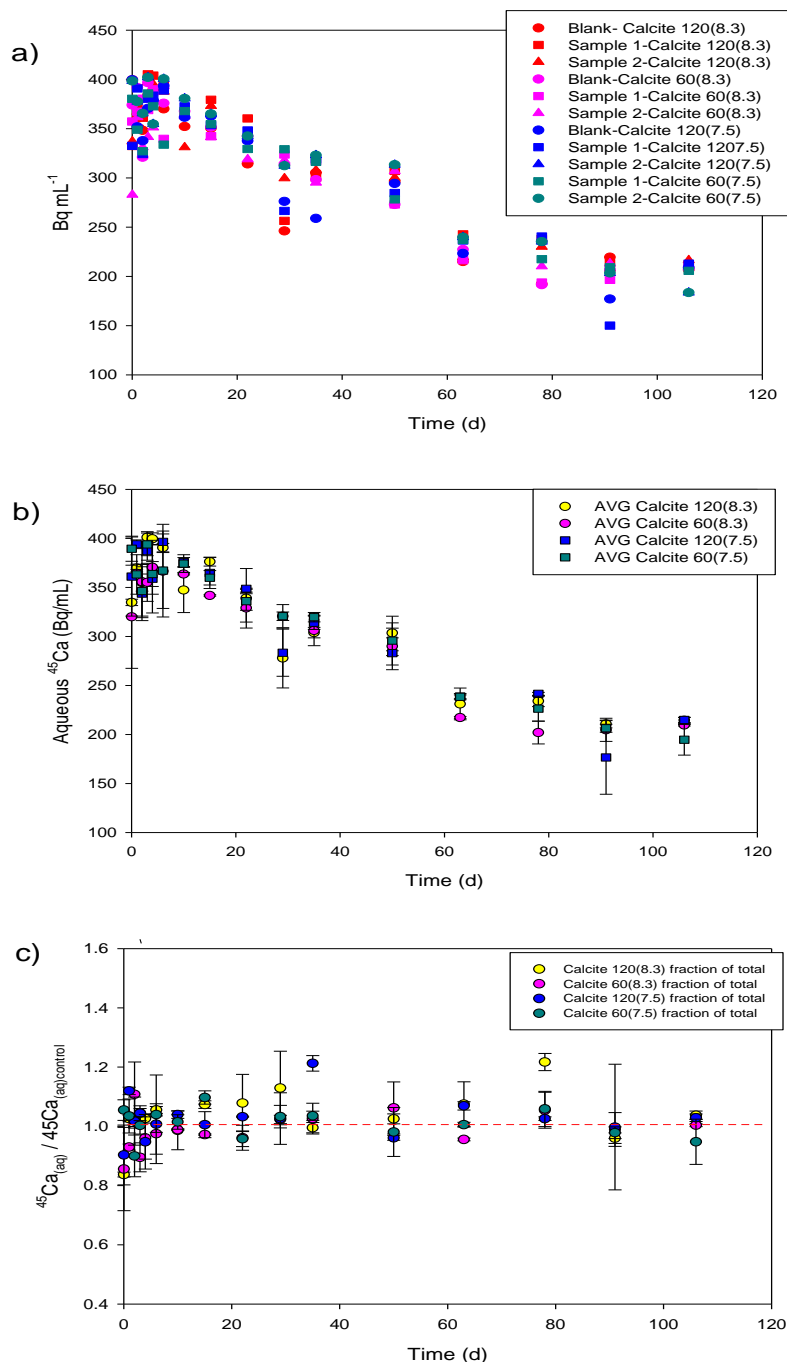 a)
450
400
350
300
250
200
150
100
Bq mL-1
0
20
40
60
80
100
120
Time (d)
Blank- Calcite 120(8.3)
Sample 1-Calcite 120(8.3)
Sample 2-Calcite 120(8.3)
Blank-Calcite 60(8.3)
Sample 1-Calcite 60(8.3)
Sample 2-Calcite 60(8.3)
Blank-Calcite 120(7.5)
Sample 1-Calcite 1207.5)
Sample 2-Calcite 120(7.5)
Sample 1-Calcite 60(7.5)
Sample 2-Calcite 60(7.5)
b)
450
400
350
300
250
200
150
100
Aqueous 45Ca (Bq/mL)
0
20
40
60
80
100
120
Time (d)
AVG Calcite 120(8.3)
AVG Calcite 60(8.3)
AVG Calcite 120(7.5)
AVG Calcite 60(7.5)
c)
1.6
1.4
1.2
1.0
0.8
0.6
0.4
45Ca(aq) / 45Ca(aq)control
0
20
40
60
80
100
120
Time (d)
Calcite 120(8.3) fraction of total
Calcite 60(8.3) fraction of total
Calcite 120(7.5) fraction of total
Calcite 60(7.5) fraction of total